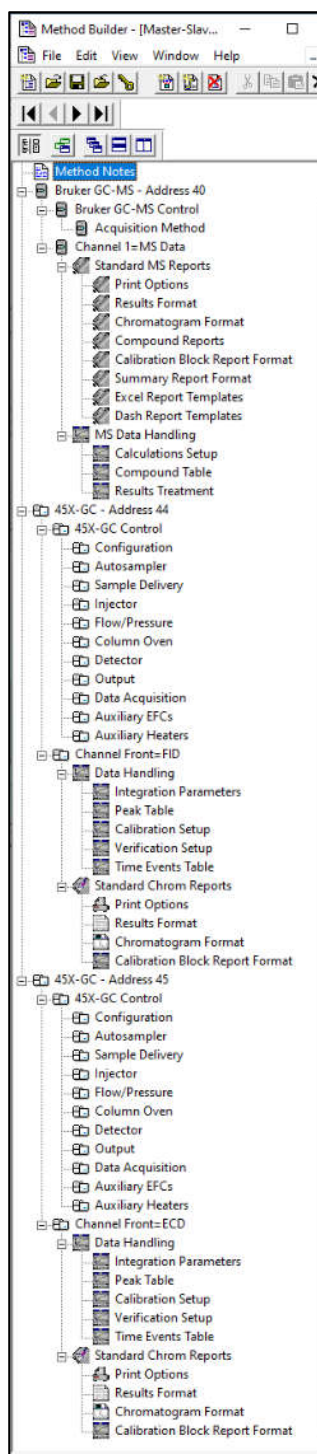 Method Builder - [Master-Slav...
File Edit View Window Help
Method Notes
Bruker GC-MS - Address 40
Bruker GC-MS Control
Acquisition Method
Channel 1=MS Data
Standard MS Reports
Print Options
Results Format
Chromatogram Format
Compound Reports
Calibration Block Report Format
Summary Report Format
Excel Report Templates
Dash Report Templates
MS Data Handling
Calculations Setup
Compound Table
Results Treatment
45X-GC - Address 44
45X-GC Control
Configuration
Autosampler
Sample Delivery
Injector
Flow/Pressure
Column Oven
Detector
Output
Data Acquisition
Auxiliary EFCs
Auxiliary Heaters
Channel Front=FID
Data Handling
Integration Parameters
Peak Table
Calibration Setup
Verification Setup
Time Events Table
Standard Chrom Reports
Print Options
Results Format
Chromatogram Format
Calibration Block Report Format
45X-GC - Address 45
45X-GC Control
Configuration
Autosampler
Sample Delivery
Injector
Flow/Pressure
Column Oven
Detector
Output
Data Acquisition
Auxiliary EFCs
Auxiliary Heaters
Channel Front=ECD
Data Handling
Integration Parameters
Peak Table
Calibration Setup
Verification Setup
Time Events Table
Standard Chrom Reports
Print Options
Results Format
Chromatogram Format
Calibration Block Report Format